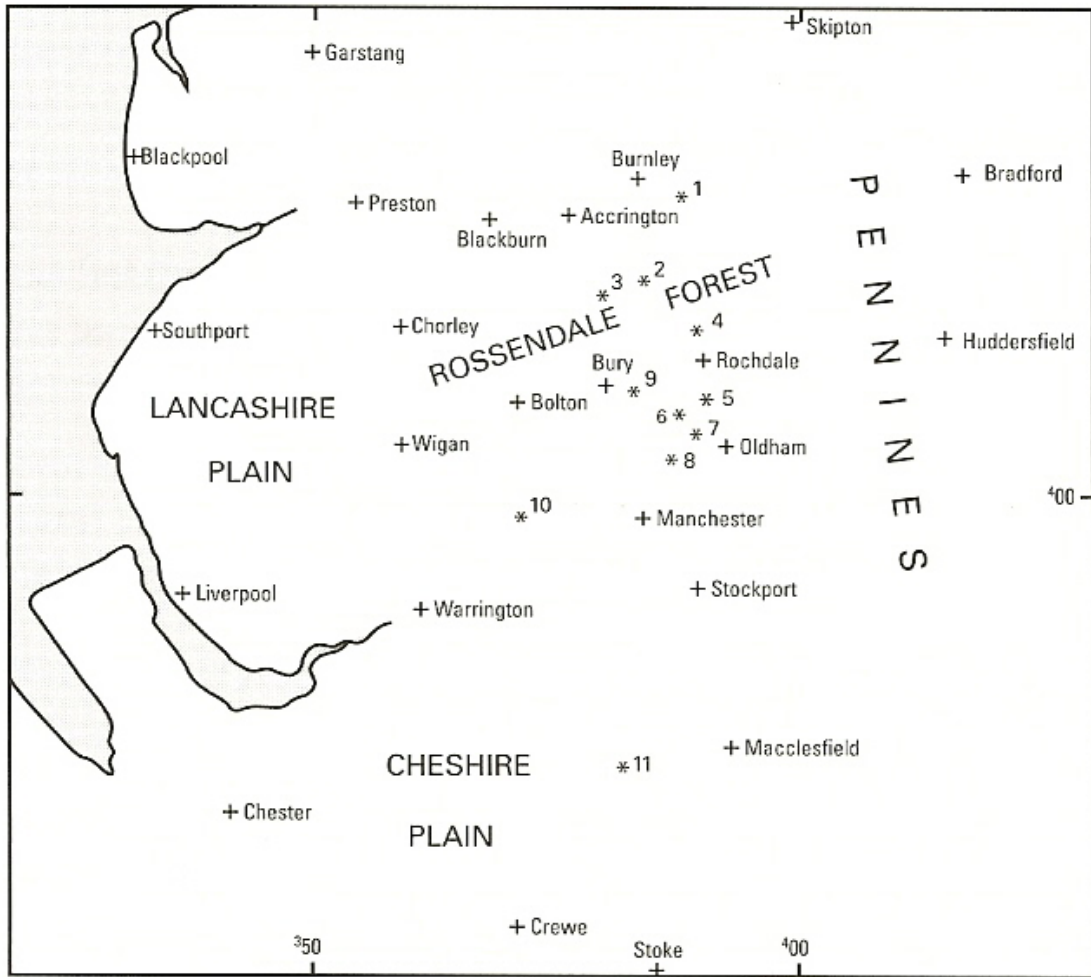 Skipton
Garstang
Blackpool
Burnley
1
Bradford
Preston
Accrington
Blackburn
PENNINES
3
2
ROSSENDALE FOREST
Southport
Chorley
4
Huddersfield
Rochdale
Bury
9
LANCASHIRE
PLAIN
Bolton
5
6
7
Wigan
Oldham
8
400
10
Manchester
Liverpool
Warrington
Stockport
Macclesfield
CHESHIRE
PLAIN
11
Chester
Crewe
Stoke
350
400